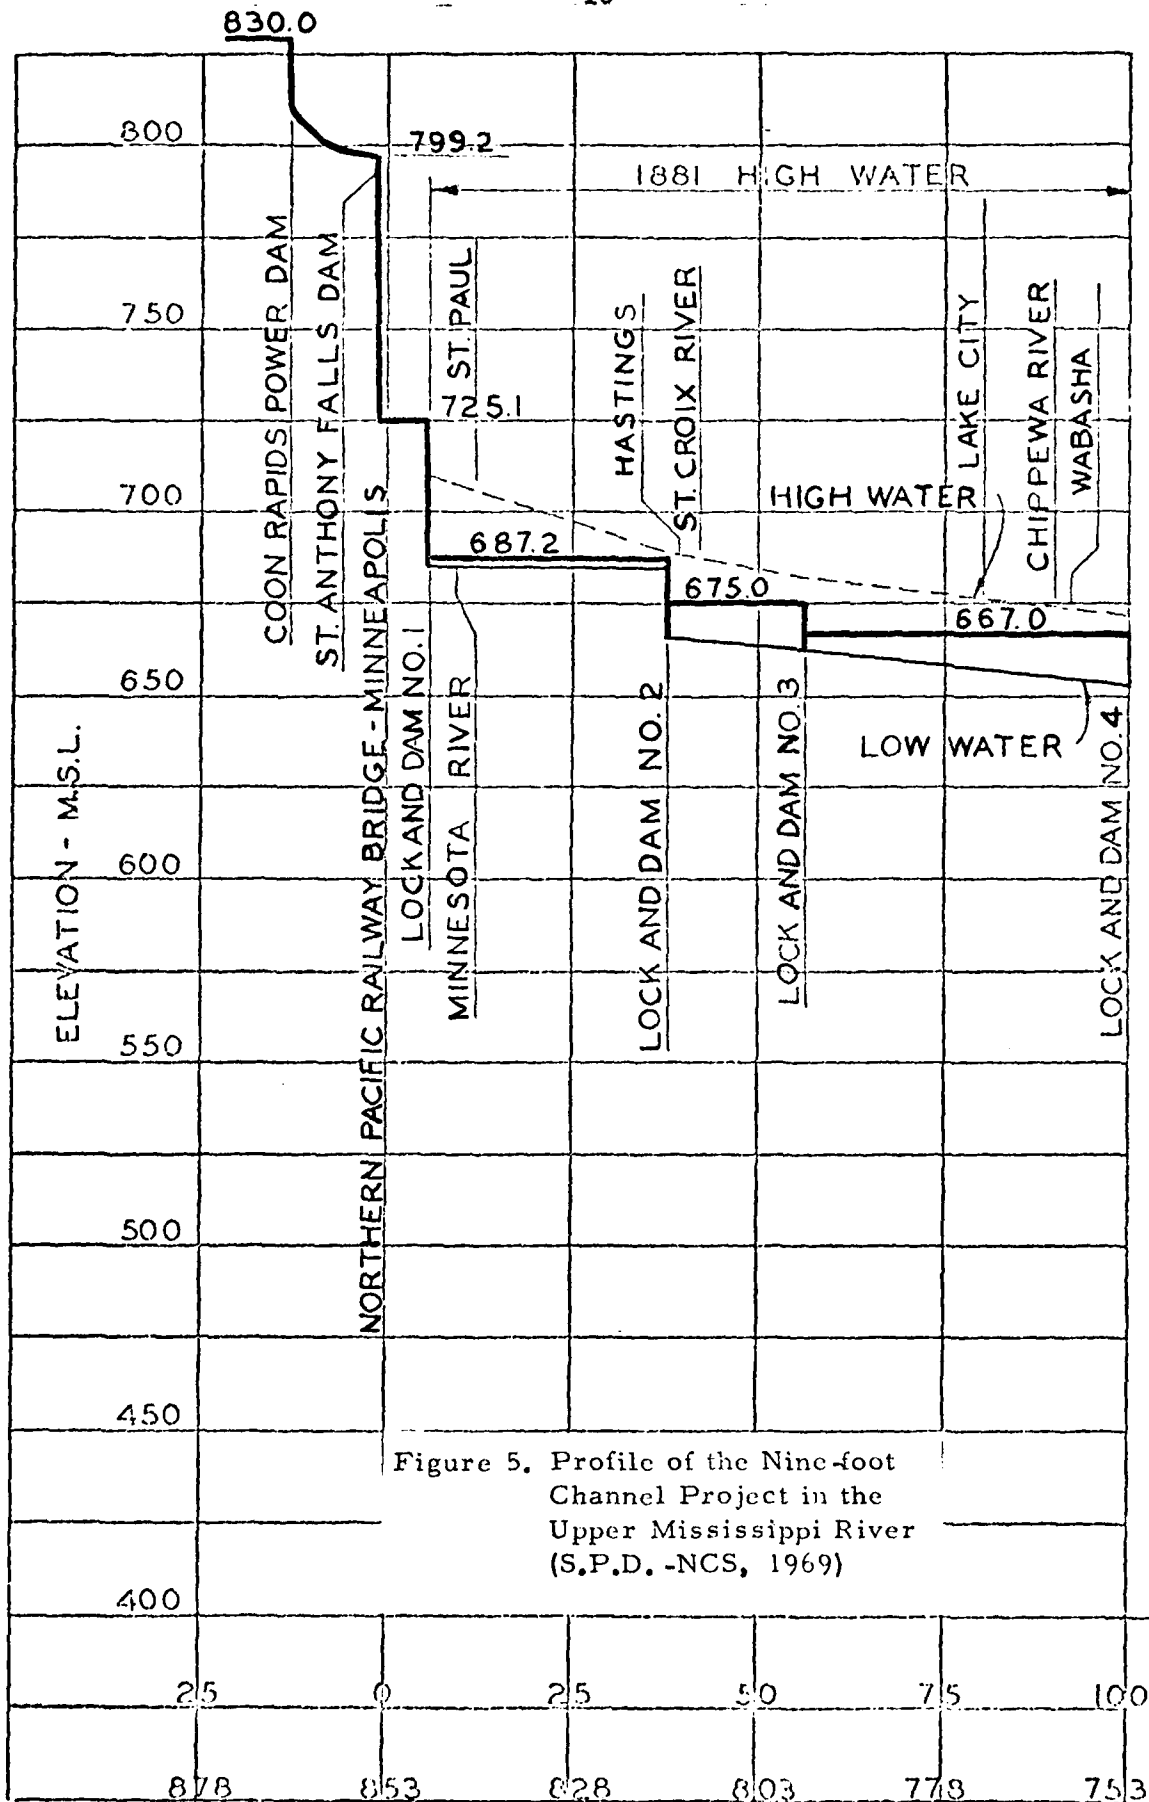 830.0
800
799.2
1881 HIGH WATER
COON RAPIDS POWER DAM
ST. ANTHONY FALLS DAM
ST. PAUL
HASTINGS
ST. CROIX RIVER
LAKE CITY
CHIPPEWA RIVER
WABASHA
750
725.1
700
HIGH WATER
687.2
675.0
667.0
650
LOW WATER
ELEVATION - M.S.L.
NORTHERN PACIFIC RAILWAY BRIDGE - MINNEAPOLIS
LOCK AND DAM NO. 1
MINNESOTA RIVER
LOCK AND DAM NO. 2
LOCK AND DAM NO. 3
LOCK AND DAM NO. 4
600
550
500
450
Figure 5. Profile of the Nine-foot
Channel Project in the
Upper Mississippi River
(S.P.D. -NCS, 1969)
400
25 0 25 50 75 100
878 853 828 803 778 753